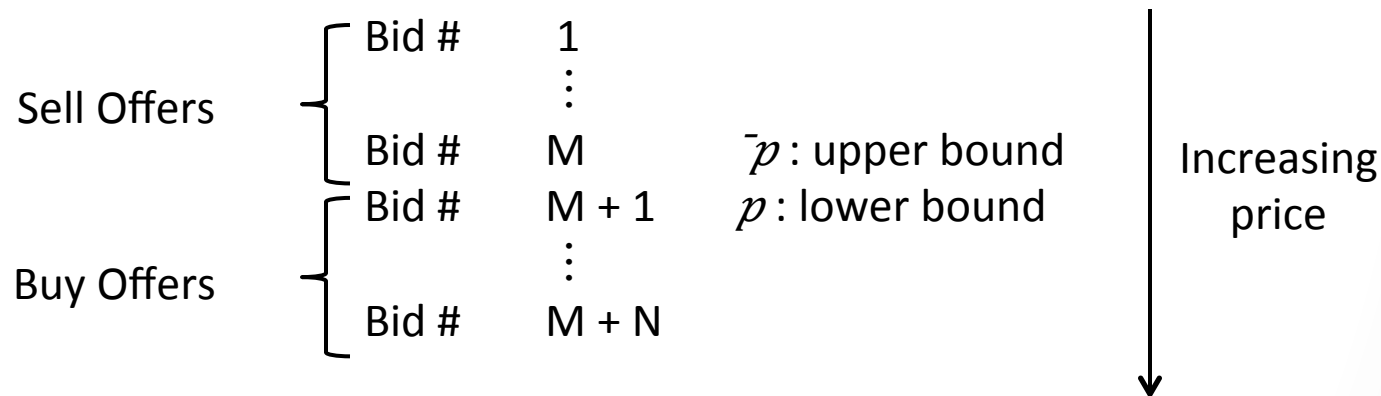 Bid # 1
⋮
Sell Offers
Bid # M p̄ : upper bound
Bid # M + 1 p : lower bound
⋮
Buy Offers
Bid # M + N
Increasing
price